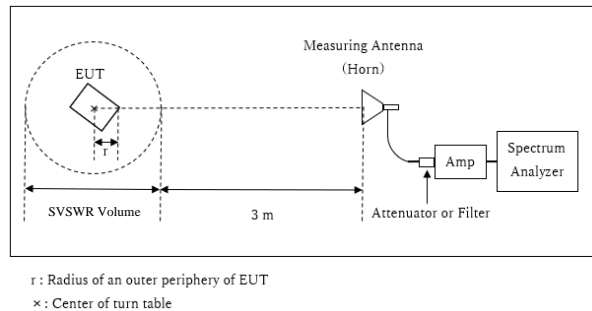 Measuring Antenna
(Horn)
EUT
r
Amp
Spectrum
Analyzer
SVSWR Volume
3 m
Attenuator or Filter
r : Radius of an outer periphery of EUT
× : Center of turn table